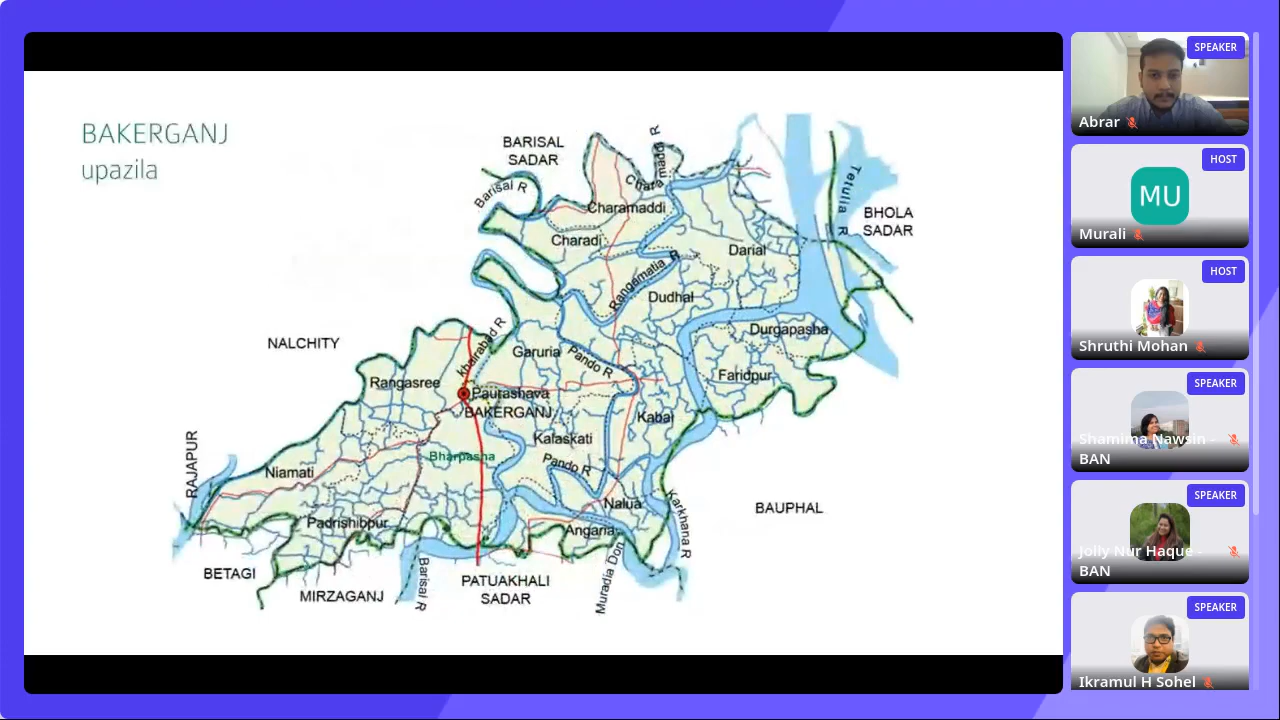 BAKERGANJ
upazila
BARISAL
SADAR
Barisal R
Charamaddi R
Charamaddi
Charadi
Tetulia R
BHOLA
SADAR
Darial
Rangamatia R
Dudhal
Durgapasha
NALCHITY
Khairabad R
Garuria
Pando R
Rangasree
Faridpur
Paurashava
BAKERGANJ
Kabai
Kalaskati
Bharpasha
Pando R
RAJAPUR
Niamati
Nalua
Karkhana R
BAUPHAL
Padrishibpur
Angaria
BETAGI
MIRZAGANJ
Barisal R
PATUAKHALI
SADAR
Muradia Don
SPEAKER
Abrar
HOST
MU
Murali
HOST
Shruthi Mohan
SPEAKER
Shamima Nawsin -
BAN
SPEAKER
Jolly Nur Haque -
BAN
SPEAKER
Ikramul H Sohel